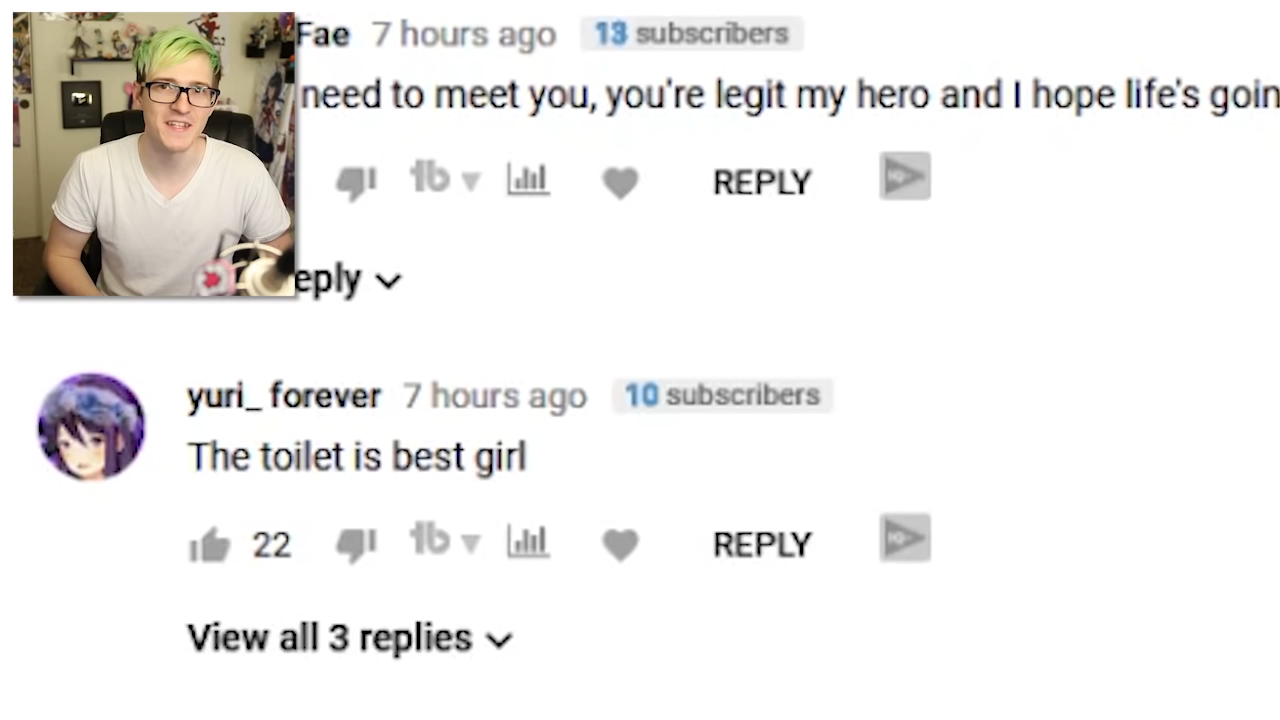 Fae 7 hours ago 13 subscribers
need to meet you, you're legit my hero and I hope life's goin
REPLY
eply
yuri_ forever 7 hours ago 10 subscribers
The toilet is best girl
22 REPLY
View all 3 replies